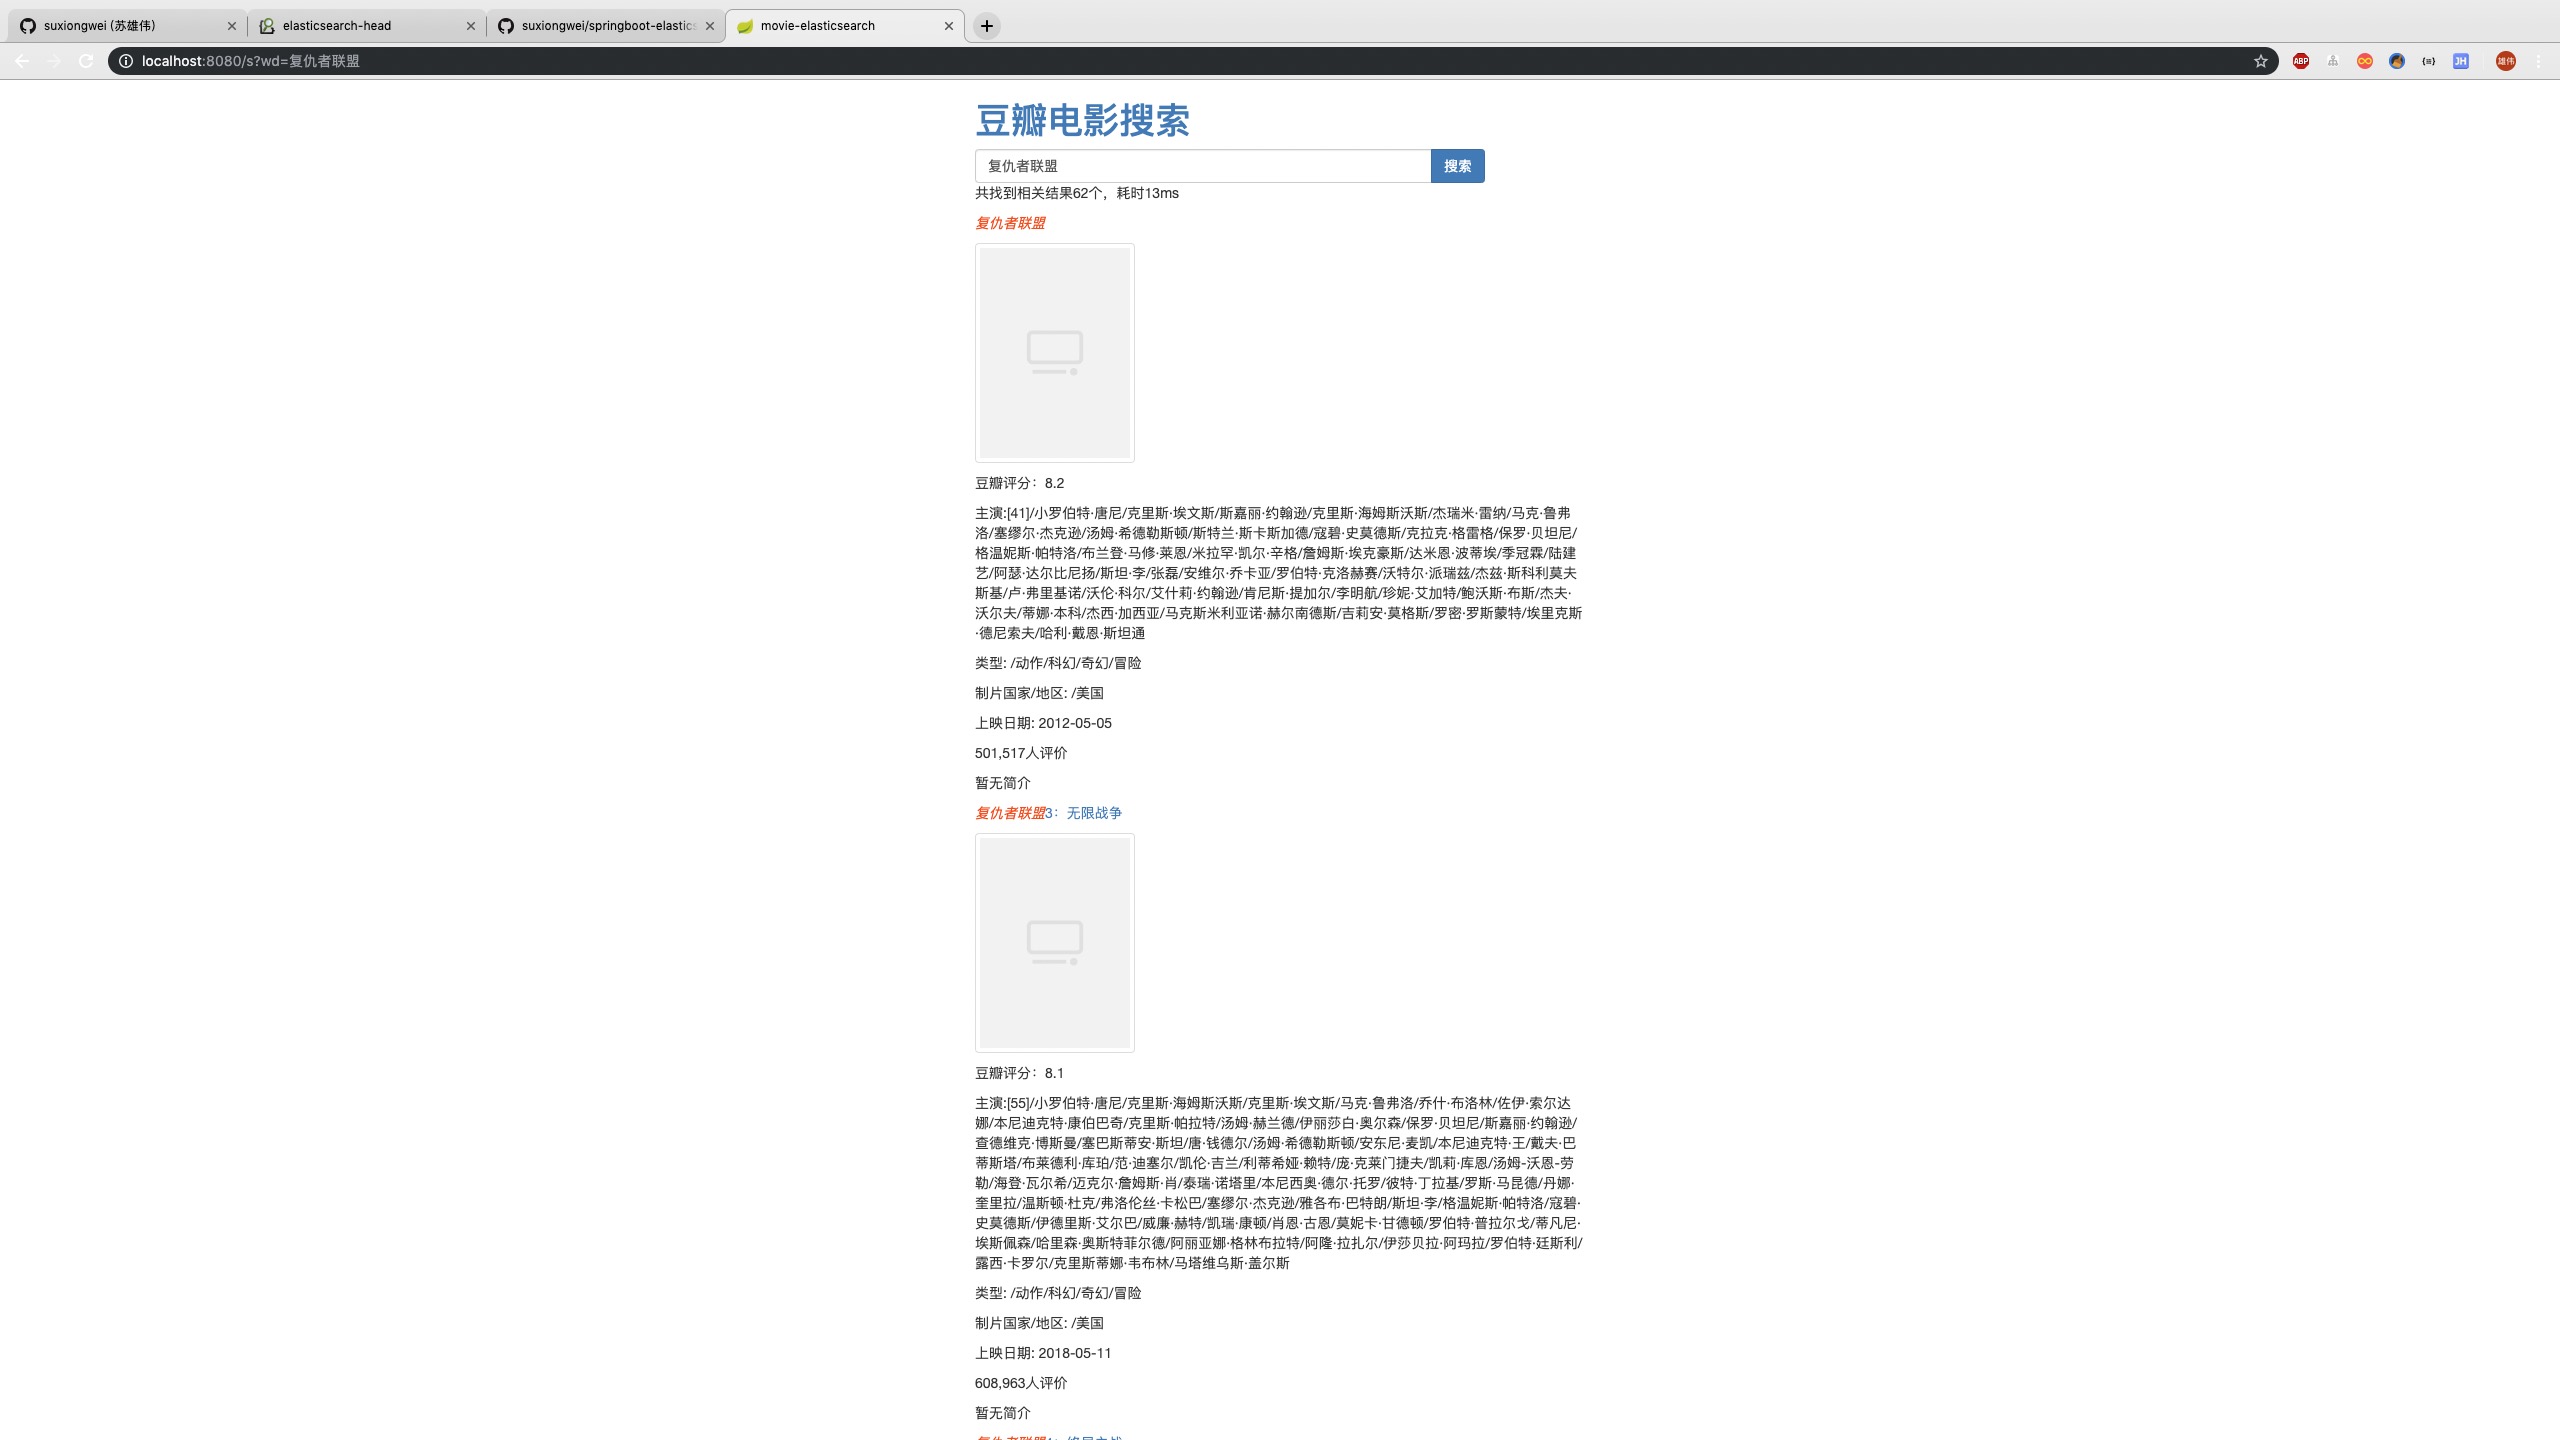 suxiongwei (苏雄伟)
elasticsearch-head
suxiongwei/springboot-elastics
movie-elasticsearch
localhost:8080/s?wd=复仇者联盟
ABP
JH
雄伟
豆瓣电影搜索
复仇者联盟
搜索
共找到相关结果62个，耗时13ms
复仇者联盟
豆瓣评分：8.2
主演:[41]/小罗伯特·唐尼/克里斯·埃文斯/斯嘉丽·约翰逊/克里斯·海姆斯沃斯/杰瑞米·雷纳/马克·鲁弗
洛/塞缪尔·杰克逊/汤姆·希德勒斯顿/斯特兰·斯卡斯加德/寇碧·史莫德斯/克拉克·格雷格/保罗·贝坦尼/
格温妮斯·帕特洛/布兰登·马修·莱恩/米拉罕·凯尔·辛格/詹姆斯·埃克豪斯/达米恩·波蒂埃/季冠霖/陆建
艺/阿瑟·达尔比尼扬/斯坦·李/张磊/安维尔·乔卡亚/罗伯特·克洛赫赛/沃特尔·派瑞兹/杰兹·斯科利莫夫
斯基/卢·弗里基诺/沃伦·科尔/艾什莉·约翰逊/肯尼斯·提加尔/李明航/珍妮·艾加特/鲍沃斯·布斯/杰夫·
沃尔夫/蒂娜·本科/杰西·加西亚/马克斯米利亚诺·赫尔南德斯/吉莉安·莫格斯/罗密·罗斯蒙特/埃里克斯
·德尼索夫/哈利·戴恩·斯坦通
类型: /动作/科幻/奇幻/冒险
制片国家/地区: /美国
上映日期: 2012-05-05
501,517人评价
暂无简介
复仇者联盟3：无限战争
豆瓣评分：8.1
主演:[55]/小罗伯特·唐尼/克里斯·海姆斯沃斯/克里斯·埃文斯/马克·鲁弗洛/乔什·布洛林/佐伊·索尔达
娜/本尼迪克特·康伯巴奇/克里斯·帕拉特/汤姆·赫兰德/伊丽莎白·奥尔森/保罗·贝坦尼/斯嘉丽·约翰逊/
查德维克·博斯曼/塞巴斯蒂安·斯坦/唐·钱德尔/汤姆·希德勒斯顿/安东尼·麦凯/本尼迪克特·王/戴夫·巴
蒂斯塔/布莱德利·库珀/范·迪塞尔/凯伦·吉兰/利蒂希娅·赖特/庞·克莱门捷夫/凯莉·库恩/汤姆-沃恩-劳
勒/海登·瓦尔希/迈克尔·詹姆斯·肖/泰瑞·诺塔里/本尼西奥·德尔·托罗/彼特·丁拉基/罗斯·马昆德/丹娜·
奎里拉/温斯顿·杜克/弗洛伦丝·卡松巴/塞缪尔·杰克逊/雅各布·巴特朗/斯坦·李/格温妮斯·帕特洛/寇碧·
史莫德斯/伊德里斯·艾尔巴/威廉·赫特/凯瑞·康顿/肖恩·古恩/莫妮卡·甘德顿/罗伯特·普拉尔戈/蒂凡尼·
埃斯佩森/哈里森·奥斯特菲尔德/阿丽亚娜·格林布拉特/阿隆·拉扎尔/伊莎贝拉·阿玛拉/罗伯特·廷斯利/
露西·卡罗尔/克里斯蒂娜·韦布林/马塔维乌斯·盖尔斯
类型: /动作/科幻/奇幻/冒险
制片国家/地区: /美国
上映日期: 2018-05-11
608,963人评价
暂无简介